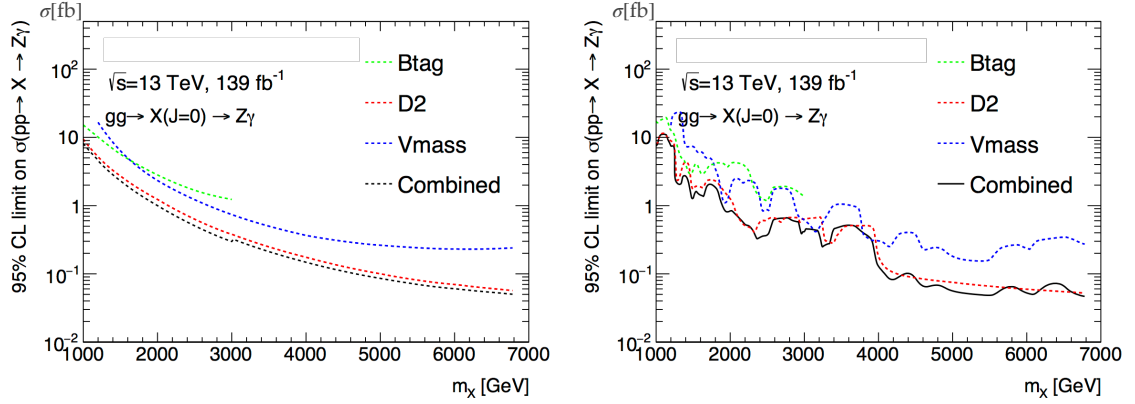 σ[fb]
95% CL limit on σ(pp→ X → Zγ)
10²
10
1
10⁻¹
10⁻²
√s=13 TeV, 139 fb⁻¹
gg→ X(J=0) → Zγ
Btag
D2
Vmass
Combined
1000 2000 3000 4000 5000 6000 7000
m_X [GeV]
σ[fb]
95% CL limit on σ(pp→ X → Zγ)
10²
10
1
10⁻¹
10⁻²
√s=13 TeV, 139 fb⁻¹
gg→ X(J=0) → Zγ
Btag
D2
Vmass
Combined
1000 2000 3000 4000 5000 6000 7000
m_X [GeV]